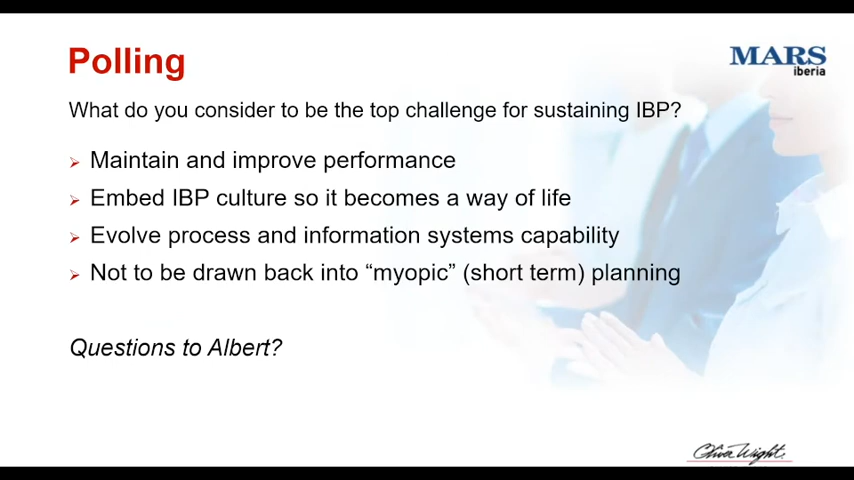 Polling
MARS
iberia
What do you consider to be the top challenge for sustaining IBP?
Maintain and improve performance
Embed IBP culture so it becomes a way of life
Evolve process and information systems capability
Not to be drawn back into “myopic” (short term) planning
Questions to Albert?
Oliver Wight